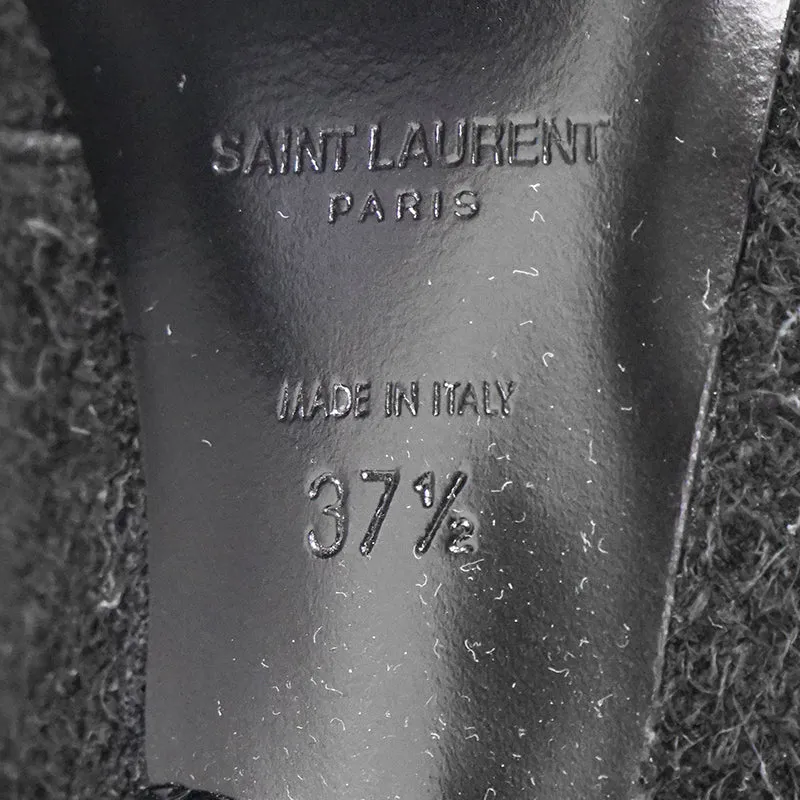 SAINT LAURENT
PARIS
MADE IN ITALY
37½